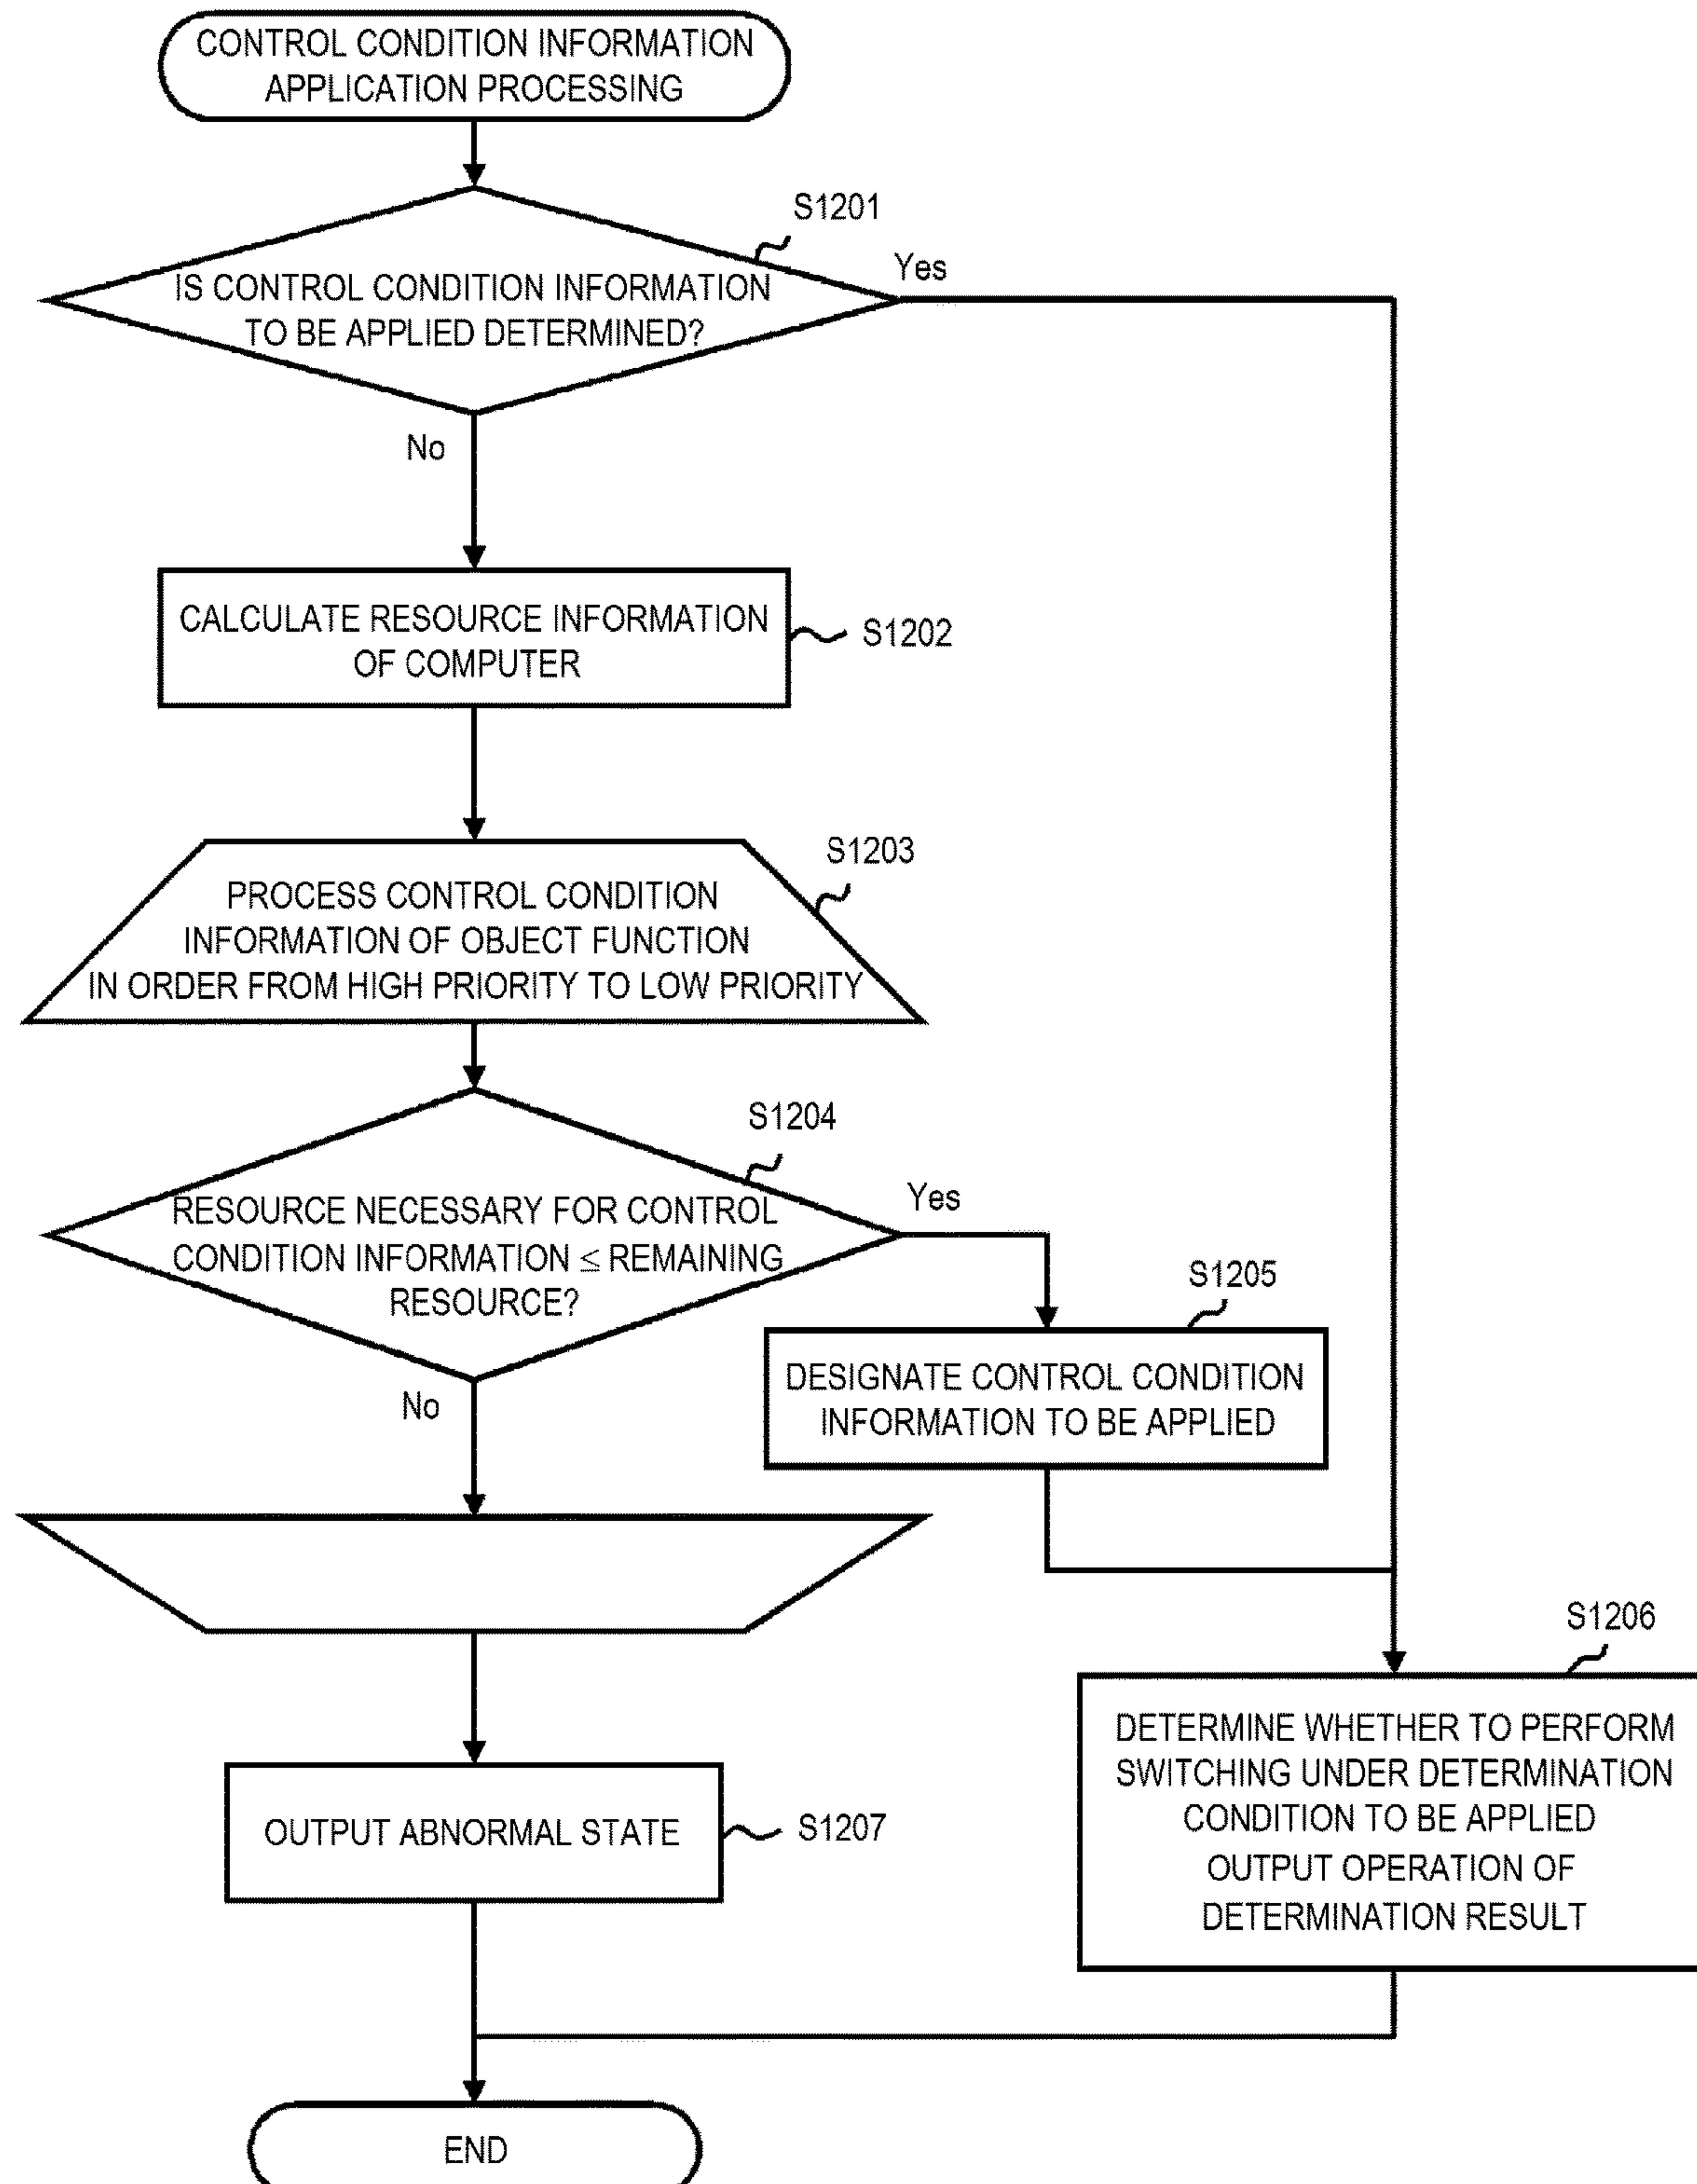 CONTROL CONDITION INFORMATION
APPLICATION PROCESSING
S1201
IS CONTROL CONDITION INFORMATION
TO BE APPLIED DETERMINED?
Yes
No
CALCULATE RESOURCE INFORMATION
OF COMPUTER
S1202
S1203
PROCESS CONTROL CONDITION
INFORMATION OF OBJECT FUNCTION
IN ORDER FROM HIGH PRIORITY TO LOW PRIORITY
S1204
RESOURCE NECESSARY FOR CONTROL
CONDITION INFORMATION ≤ REMAINING
RESOURCE?
Yes
No
S1205
DESIGNATE CONTROL CONDITION
INFORMATION TO BE APPLIED
S1206
DETERMINE WHETHER TO PERFORM
SWITCHING UNDER DETERMINATION
CONDITION TO BE APPLIED
OUTPUT OPERATION OF
DETERMINATION RESULT
OUTPUT ABNORMAL STATE
S1207
END